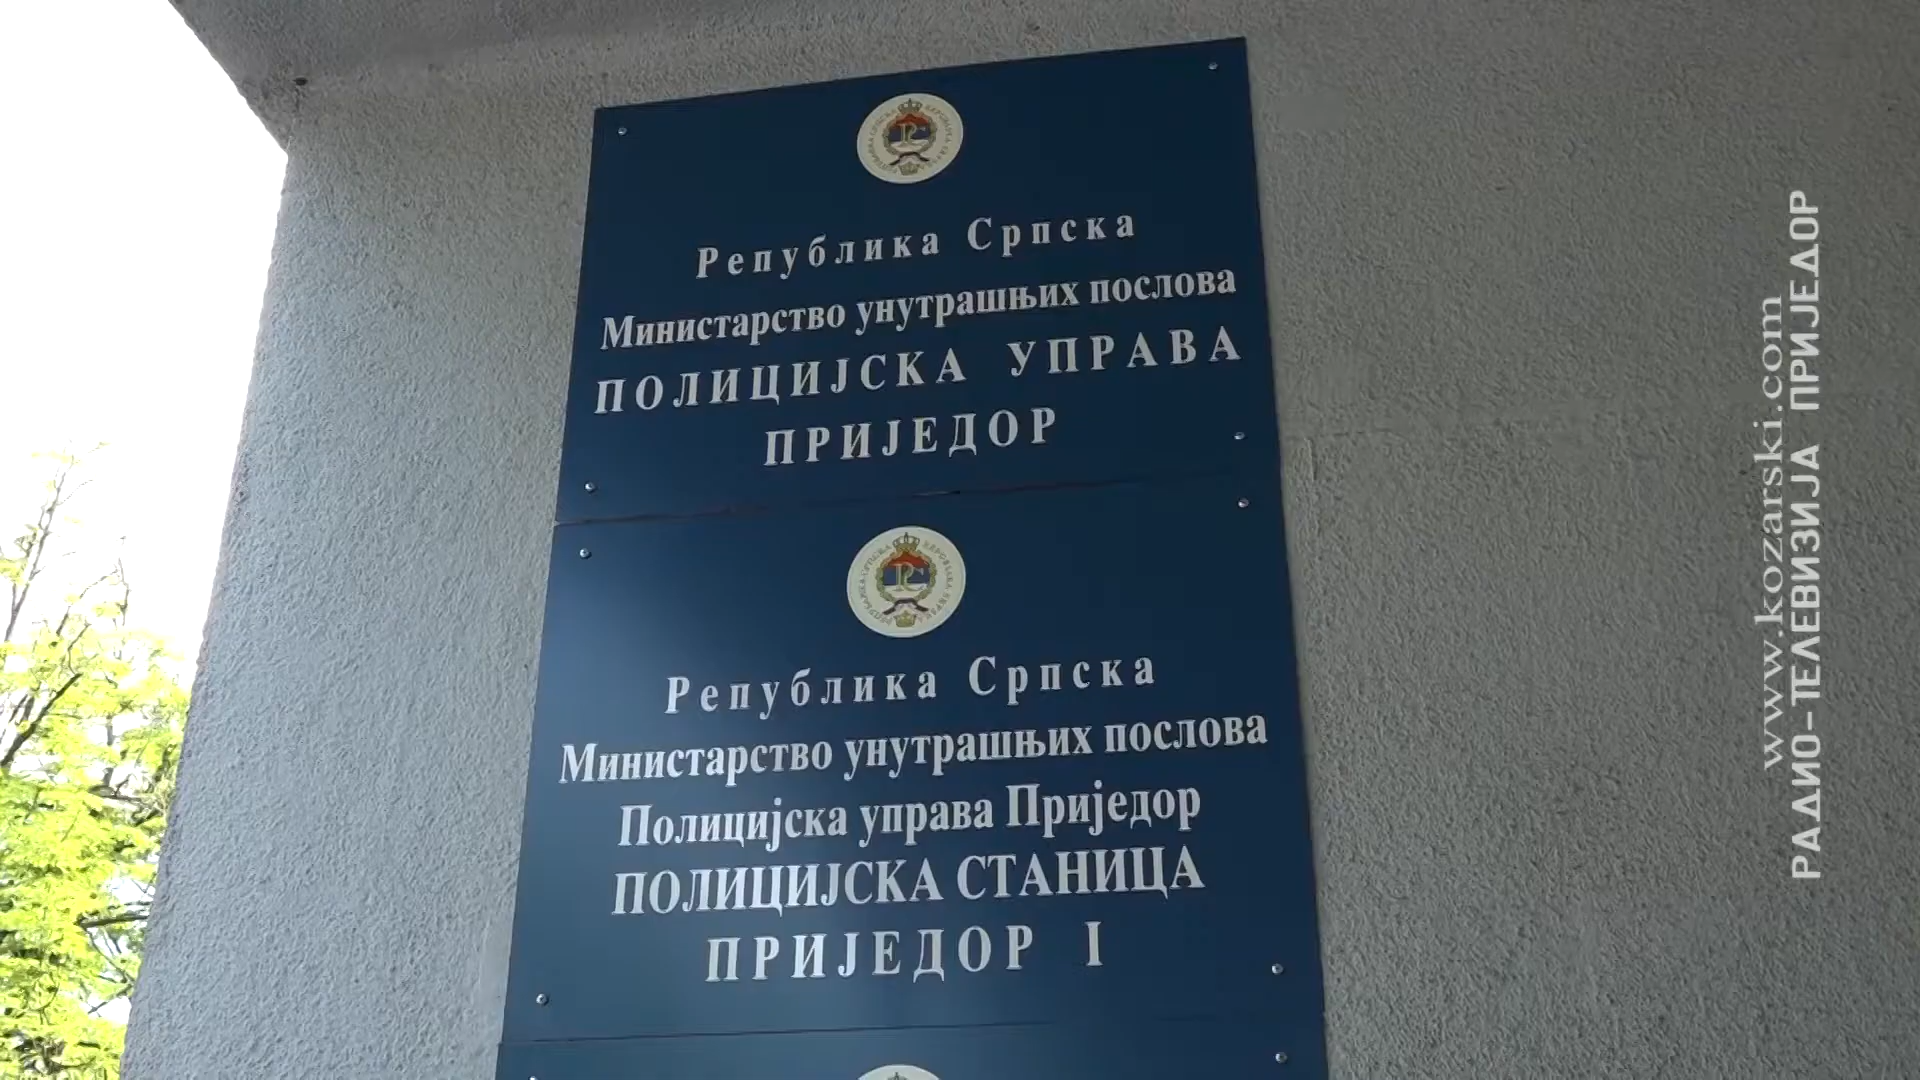 Република Српска
Министарство унутрашњих послова
ПОЛИЦИЈСКА УПРАВА
ПРИЈЕДОР
Република Српска
Министарство унутрашњих послова
Полицијска управа Приједор
ПОЛИЦИЈСКА СТАНИЦА
ПРИЈЕДОР I
www.kozarski.com
РАДИО-ТЕЛЕВИЗИЈА ПРИЈЕДОР